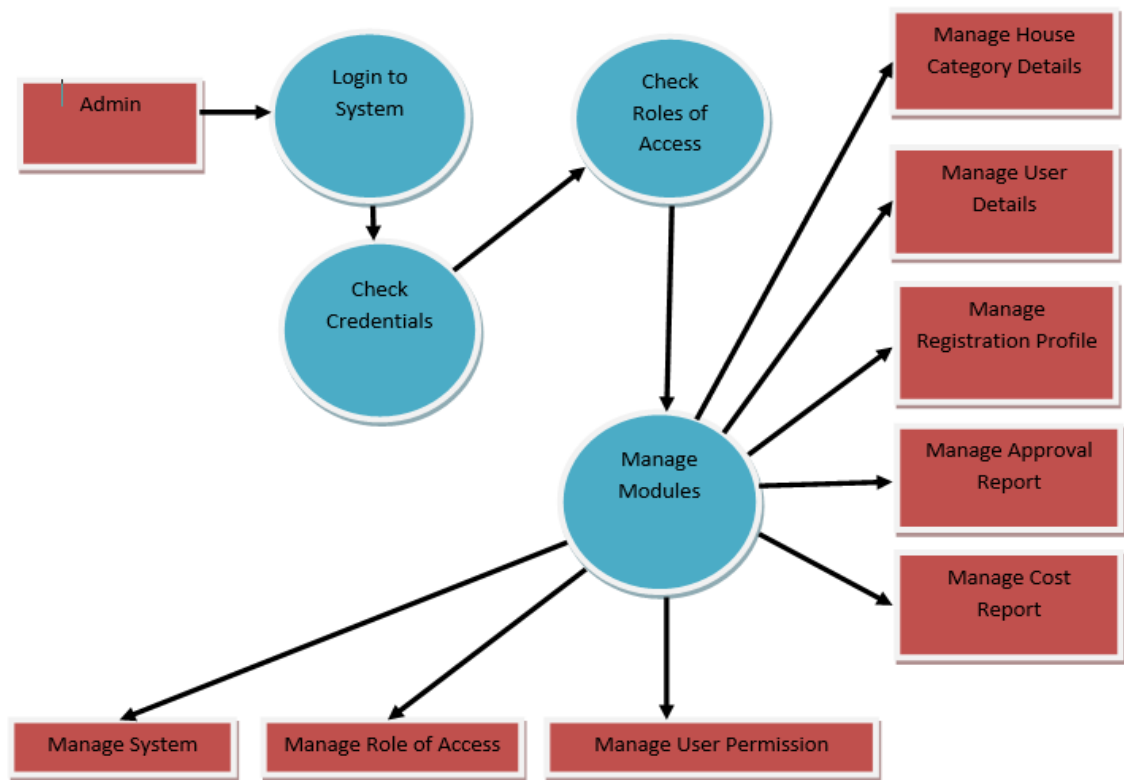 Admin
Login to
System
Check
Roles of
Access
Manage House
Category Details
Manage User
Details
Check
Credentials
Manage
Registration Profile
Manage
Modules
Manage Approval
Report
Manage Cost
Report
Manage System
Manage Role of Access
Manage User Permission